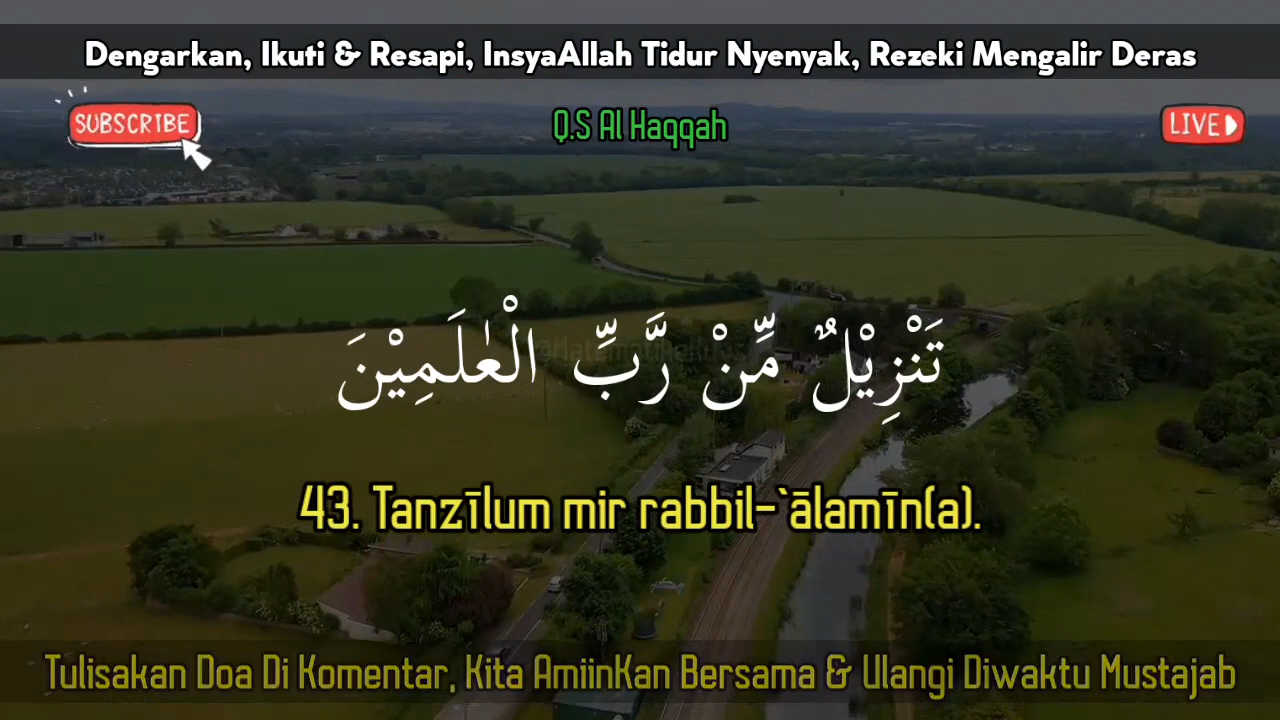 Dengarkan, Ikuti & Resapi, InsyaAllah Tidur Nyenyak, Rezeki Mengalir Deras
SUBSCRIBE
Q.S Al Haqqah
LIVE
تَنْزِيْلٌ مِّنْ رَّبِّ الْعٰلَمِيْنَ
43. Tanzīlum mir rabbil-`ālamīn(a).
Tulisakan Doa Di Komentar, Kita AmiinKan Bersama & Ulangi Diwaktu Mustajab